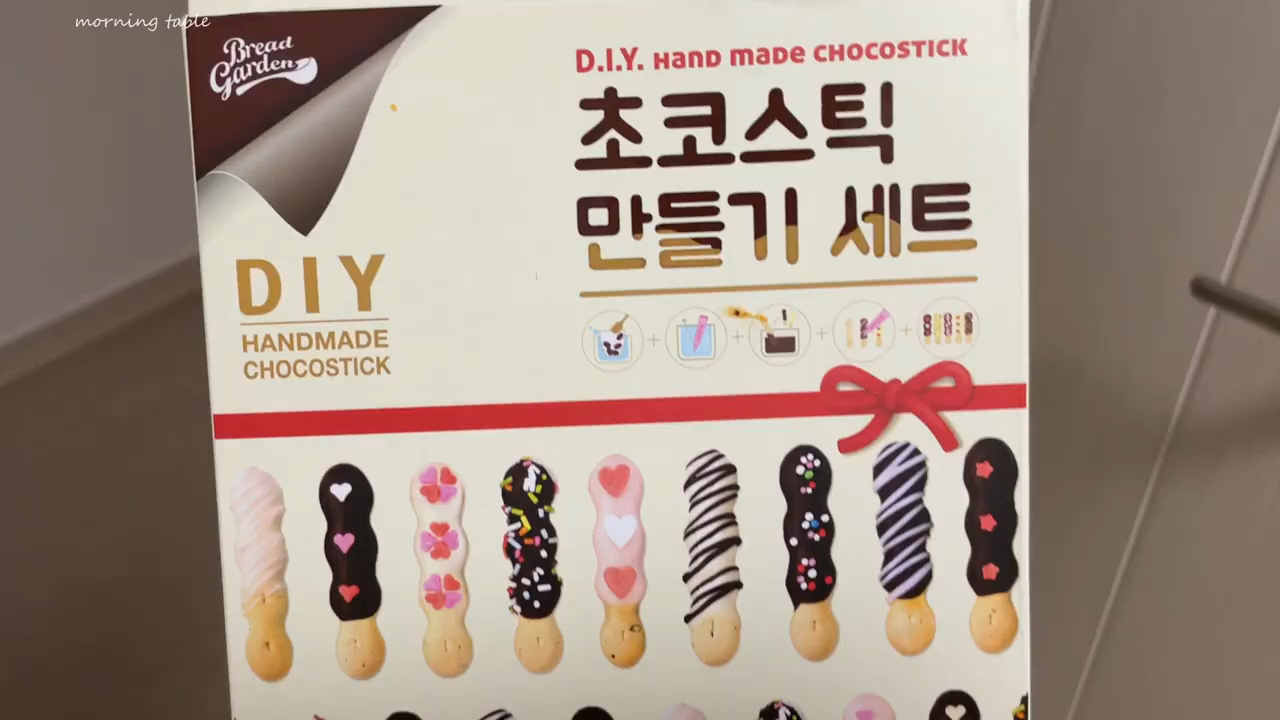 morning table
Bread
Garden
D.I.Y. Hand made CHOCOSTICK
초코스틱
만들기 세트
DIY
HANDMADE
CHOCOSTICK